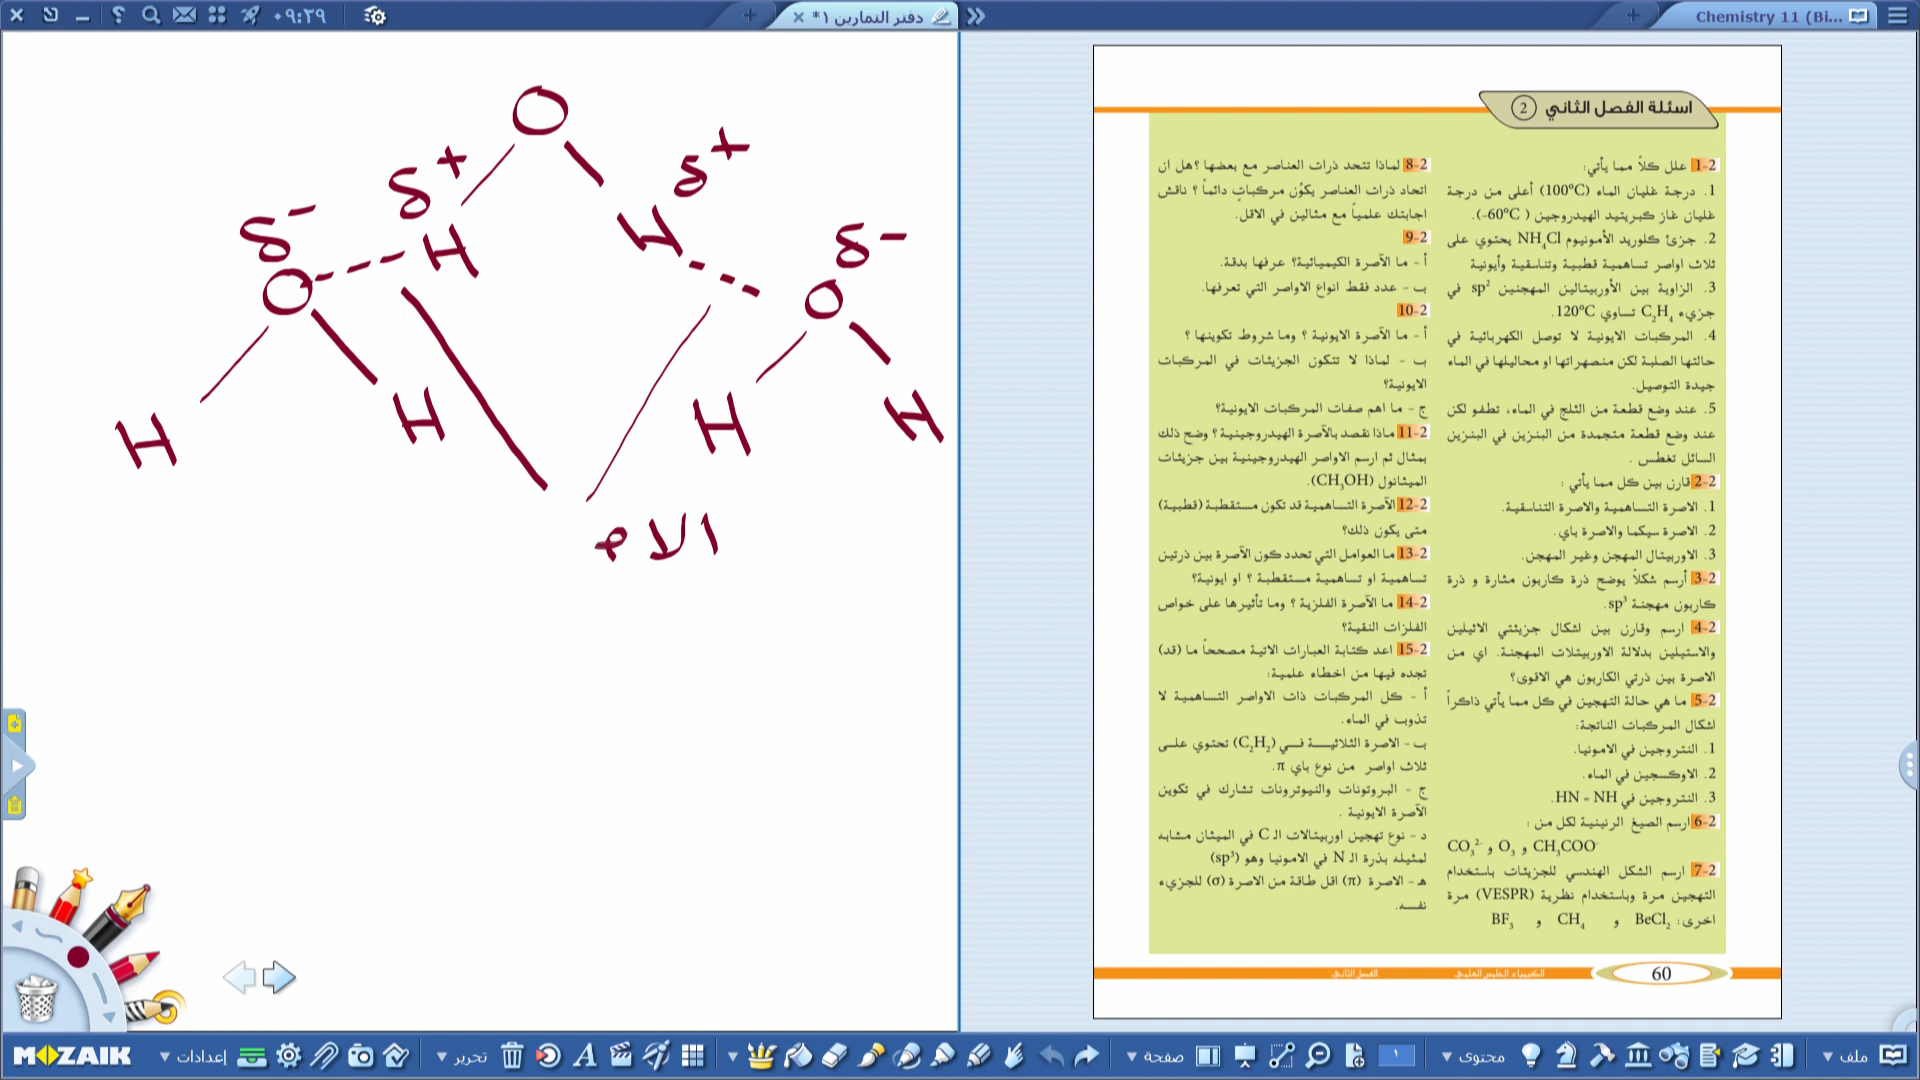 ٠٩:٣٩
دفتر التمارين ١*
Chemistry 11 (Bi...
O
δ+
δ+
H
H
δ-
δ-
O
O
H
H
H
H
الا
اسئلة الفصل الثاني 2
1-2 علل كلاً مما يأتي:
1. درجة غليان الماء (100°C) أعلى من درجة
غليان غاز كبريتيد الهيدروجين ( 60°C-).
2. جزئ كلوريد الأمونيوم NH4Cl يحتوي على
ثلاث اواصر تساهمية قطبية وتناسقية وأيونية
3. الزاوية بين الأوربيتالين المهجنين sp² في
جزيء C2H4 تساوي 120°C.
4. المركبات الايونية لا توصل الكهربائية في
حالتها الصلبة لكن منصهراتها او محاليلها في الماء
جيدة التوصيل.
5. عند وضع قطعة من الثلج في الماء، تطفو لكن
عند وضع قطعة متجمدة من البنزين في البنزين
السائل تغطس .
2-2 قارن بين كل مما يأتي :
1. الاصرة التساهمية والاصرة التناسقية.
2. الاصرة سيكما والاصرة باي.
3. الاوربيتال المهجن وغير المهجن.
3-2 أرسم شكلاً يوضح ذرة كاربون مثارة و ذرة
كاربون مهجنة sp³.
4-2 ارسم وقارن بين اشكال جزيئتي الاثيلين
والاستيلين بدلالة الاوربيتلات المهجنة. اي من
الاصرة بين ذرتي الكاربون هي الاقوى؟
5-2 ما هي حالة التهجين في كل مما يأتي ذاكراً
اشكال المركبات الناتجة:
1. النتروجين في الامونيا.
2. الاوكسجين في الماء.
3. النتروجين في HN = NH.
6-2 ارسم الصيغ الرنينية لكل من :
CH3COO- و O3 و CO3²-
7-2 ارسم الشكل الهندسي للجزيئات باستخدام
التهجين مرة وباستخدام نظرية (VESPR) مرة
اخرى: BeCl2 و CH4 و BF3
8-2 لماذا تتحد ذرات العناصر مع بعضها ؟هل ان
اتحاد ذرات العناصر يكوّن مركباتٍ دائماً ؟ ناقش
اجابتك علمياً مع مثالين في الاقل.
9-2
أ - ما الآصرة الكيميائية؟ عرفها بدقة.
ب - عدد فقط انواع الاواصر التي تعرفها.
10-2
أ - ما الآصرة الايونية ؟ وما شروط تكوينها ؟
ب - لماذا لا تتكون الجزيئات في المركبات
الايونية؟
ج - ما اهم صفات المركبات الايونية؟
11-2 ماذا نقصد بالآصرة الهيدروجينية ؟ وضح ذلك
بمثال ثم ارسم الاواصر الهيدروجينية بين جزيئات
الميثانول (CH3OH).
12-2 الآصرة التساهمية قد تكون مستقطبة (قطبية)
متى يكون ذلك؟
13-2 ما العوامل التي تحدد كون الآصرة بين ذرتين
تساهمية او تساهمية مستقطبة ؟ او ايونية؟
14-2 ما الآصرة الفلزية ؟ وما تأثيرها على خواص
الفلزات النقية؟
15-2 اعد كتابة العبارات الاتية مصححاً ما (قد)
تجده فيها من اخطاء علمية:
أ - كل المركبات ذات الاواصر التساهمية لا
تذوب في الماء.
ب - الاصرة الثلاثيـــة فـــي (C2H2) تحتوي على
ثلاث اواصر من نوع باي π.
ج - البروتونات والنيوترونات تشارك في تكوين
الآصرة الايونية .
د - نوع تهجين اوربيتالات الـ C في الميثان مشابه
لمثيله بذرة الـ N في الامونيا وهو (sp³)
هـ - الاصرة (π) اقل طاقة من الاصرة (σ) للجزيء
نفسه.
60
الفصل الثاني
MOZAIK
إعدادات
تحرير
١
صفحة
محتوى
ملف